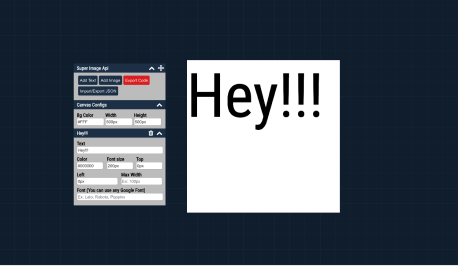 Super Image Api
Add Text
Add Image
Export Code
Import/Export JSON
Canvas Configs
Bg Color Width Height
#FFF 500px 500px
Hey!!!
Text
Hey!!!
Color Font size Top
#000000 200px 0px
Left Max Width
0px Ex. 100px
Font (You can use any Google Font)
Ex. Lato, Roboto, Poppins
Hey!!!